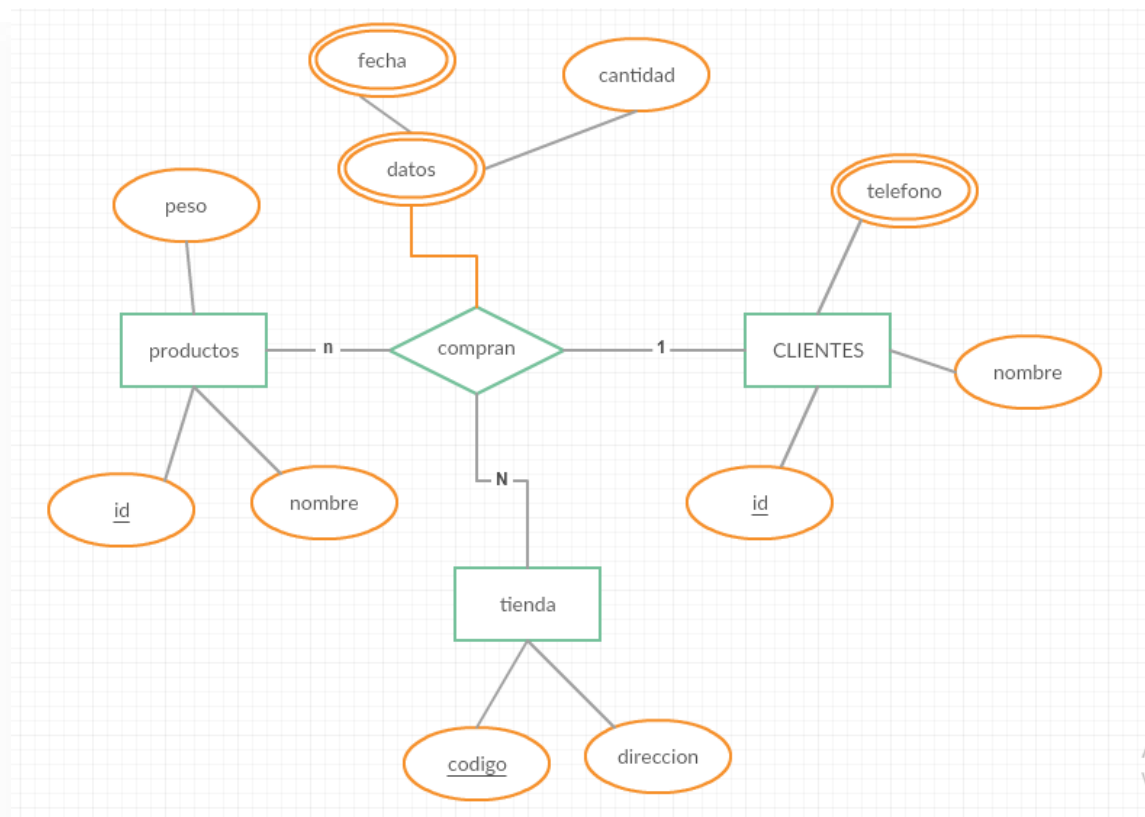 fecha
cantidad
datos
telefono
peso
productos
n
compran
1
CLIENTES
nombre
N
id
nombre
id
tienda
codigo
direccion